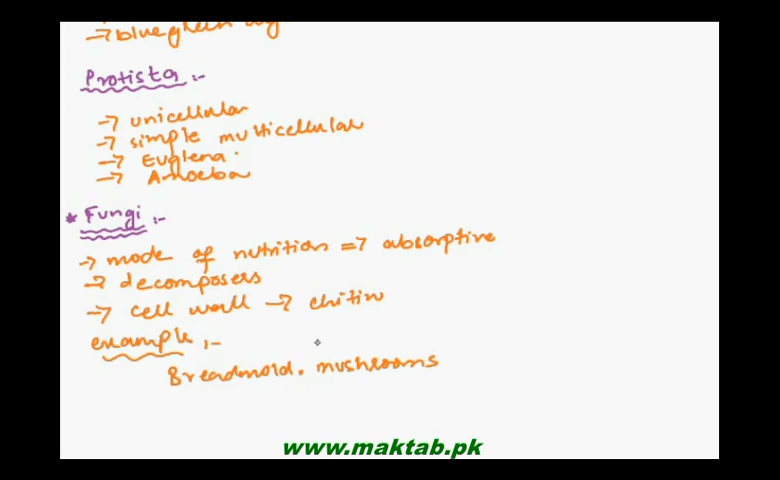 → blue green alg
Protista :-
→ unicellular
→ simple multicellular
→ Euglena .
→ Amoeba
* Fungi :-
→ mode of nutrition => absorptive
→ decomposers
→ cell wall → chitin
example :-
Breadmold. mushrooms
www.maktab.pk